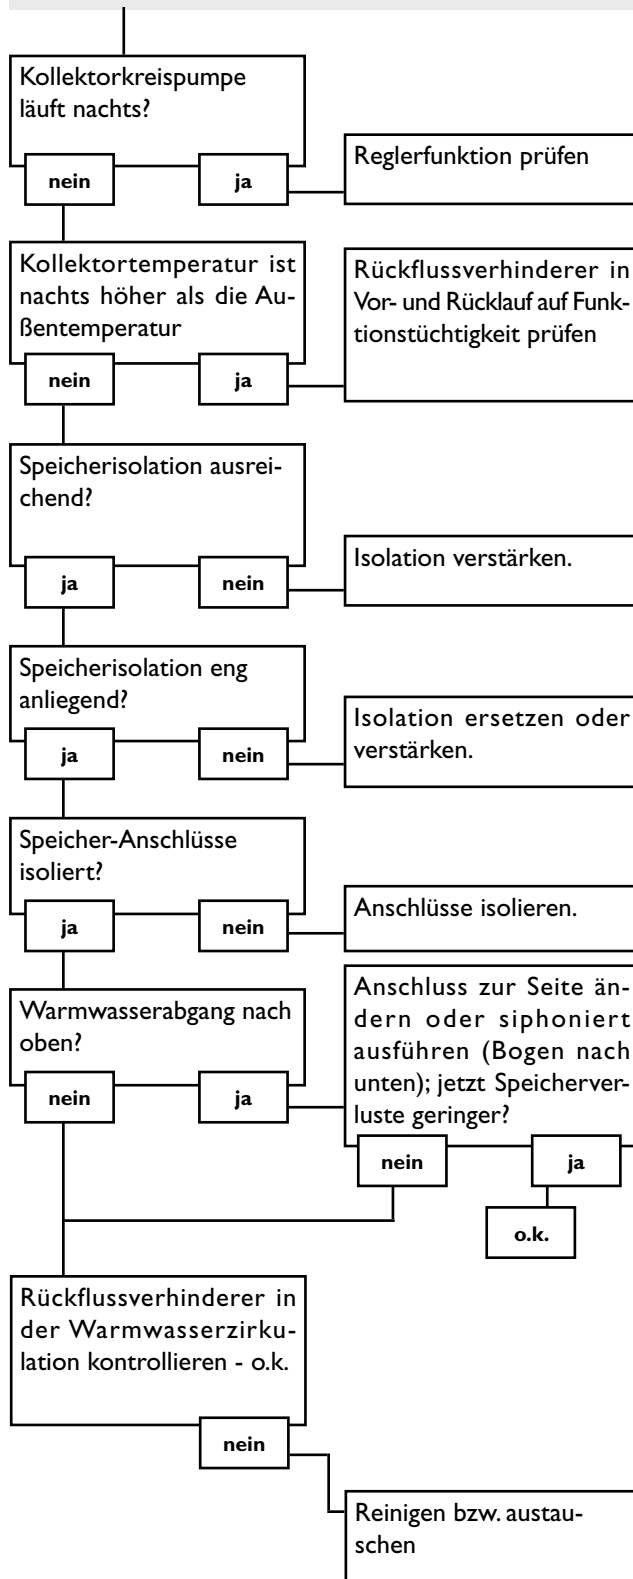 Kollektorkreispumpe
läuft nachts?
nein
ja
Reglerfunktion prüfen
Kollektortemperatur ist
nachts höher als die Au-
ßentemperatur
nein
ja
Rückflussverhinderer in
Vor- und Rücklauf auf Funk-
tionstüchtigkeit prüfen
Speicherisolation ausrei-
chend?
ja
nein
Isolation verstärken.
Speicherisolation eng
anliegend?
ja
nein
Isolation ersetzen oder
verstärken.
Speicher-Anschlüsse
isoliert?
ja
nein
Anschlüsse isolieren.
Warmwasserabgang nach
oben?
nein
ja
Anschluss zur Seite än-
dern oder siphoniert
ausführen (Bogen nach
unten); jetzt Speicherver-
luste geringer?
nein
ja
o.k.
Rückflussverhinderer in
der Warmwasserzirku-
lation kontrollieren - o.k.
nein
Reinigen bzw. austau-
schen